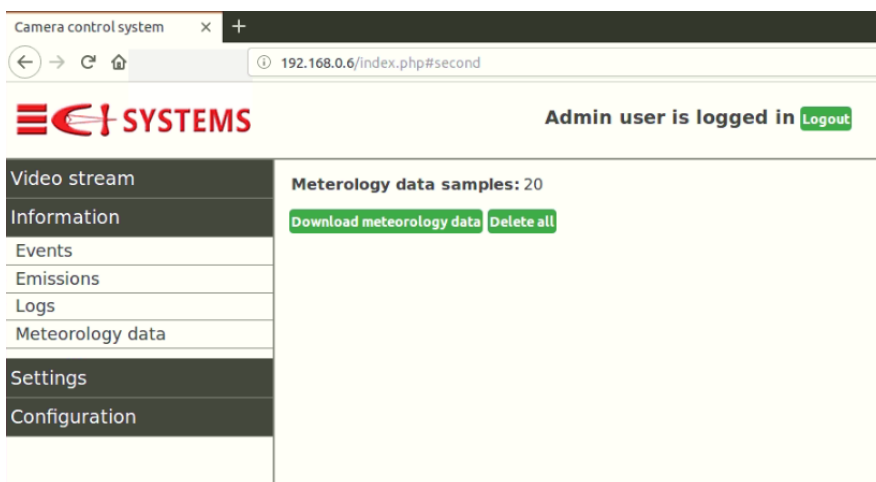 Camera control system
192.168.0.6/index.php#second
SYSTEMS
Admin user is logged in Logout
Video stream
Information
Events
Emissions
Logs
Meteorology data
Settings
Configuration
Meterology data samples: 20
Download meteorology data Delete all